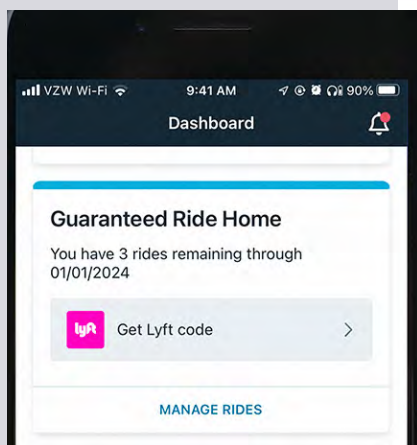 VZW Wi-Fi 9:41 AM 90%
Dashboard
Guaranteed Ride Home
You have 3 rides remaining through
01/01/2024
lyft Get Lyft code
MANAGE RIDES